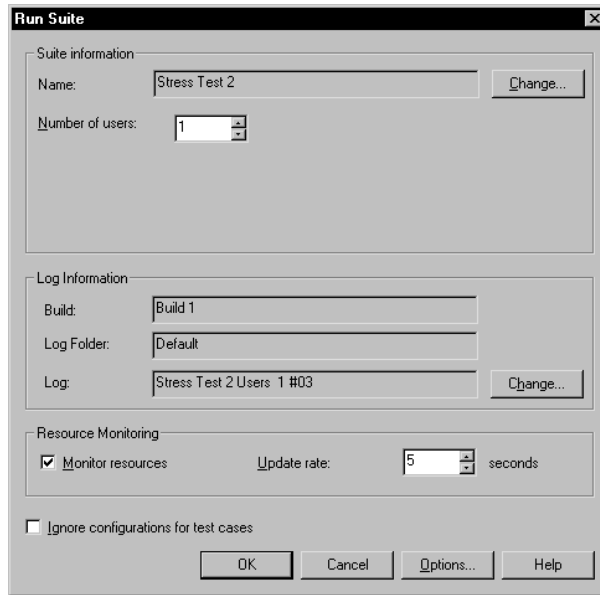 Run Suite
Suite information
Name: Stress Test 2 Change...
Number of users: 1
Log Information
Build: Build 1
Log Folder: Default
Log: Stress Test 2 Users 1 #03 Change...
Resource Monitoring
Monitor resources Update rate: 5 seconds
Ignore configurations for test cases
OK Cancel Options... Help